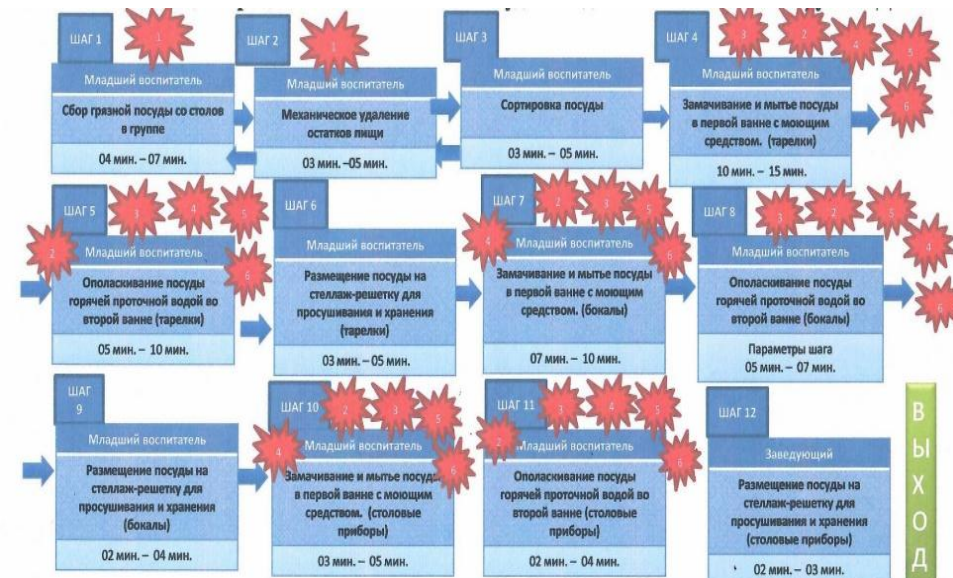 ШАГ 1
1
ШАГ 2
1
ШАГ 3
ШАГ 4
3
2
4
5
6
Младший воспитатель
Сбор грязной посуды со столов
в группе
04 мин. – 07 мин.
Младший воспитатель
Механическое удаление
остатков пищи
03 мин. –05 мин.
Младший воспитатель
Сортировка посуды
03 мин. – 05 мин.
Младший воспитатель
Замачивание и мытье посуды
в первой ванне с моющим
средством. (тарелки)
10 мин. – 15 мин.
ШАГ 5
2
3
4
5
6
Младший воспитатель
Ополаскивание посуды
горячей проточной водой во
второй ванне (тарелки)
05 мин. – 10 мин.
ШАГ 6
Младший воспитатель
Размещение посуды на
стеллаж-решетку для
просушивания и хранения
(тарелки)
03 мин. – 05 мин.
ШАГ 7
4
2
3
5
6
Младший воспитатель
Замачивание и мытье посуды
в первой ванне с моющим
средством. (бокалы)
07 мин. – 10 мин.
ШАГ 8
3
2
5
4
6
Младший воспитатель
Ополаскивание посуды
горячей проточной водой во
второй ванне (бокалы)
Параметры шага
05 мин. – 07 мин.
ШАГ
9
Младший воспитатель
Размещение посуды на
стеллаж-решетку для
просушивания и хранения
(бокалы)
02 мин. – 04 мин.
ШАГ 10
4
2
3
5
6
Младший воспитатель
Замачивание и мытье посуды
в первой ванне с моющим
средством. (столовые
приборы)
03 мин. – 05 мин.
ШАГ 11
2
3
4
5
6
Младший воспитатель
Ополаскивание посуды
горячей проточной водой во
второй ванне (столовые
приборы)
02 мин. – 04 мин.
ШАГ 12
Заведующий
Размещение посуды на
стеллаж-решетку для
просушивания и хранения
(столовые приборы)
02 мин. – 03 мин.
ВЫХОД